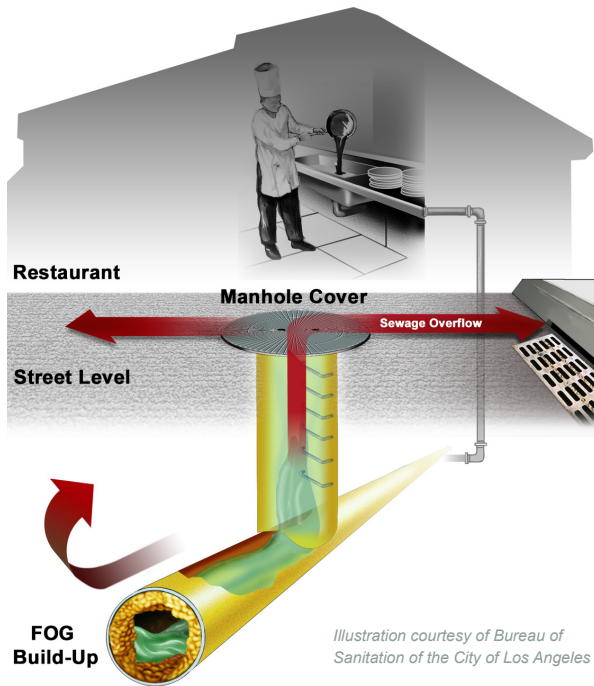 Restaurant
Manhole Cover
Sewage Overflow
Street Level
FOG
Build-Up
Illustration courtesy of Bureau of
Sanitation of the City of Los Angeles